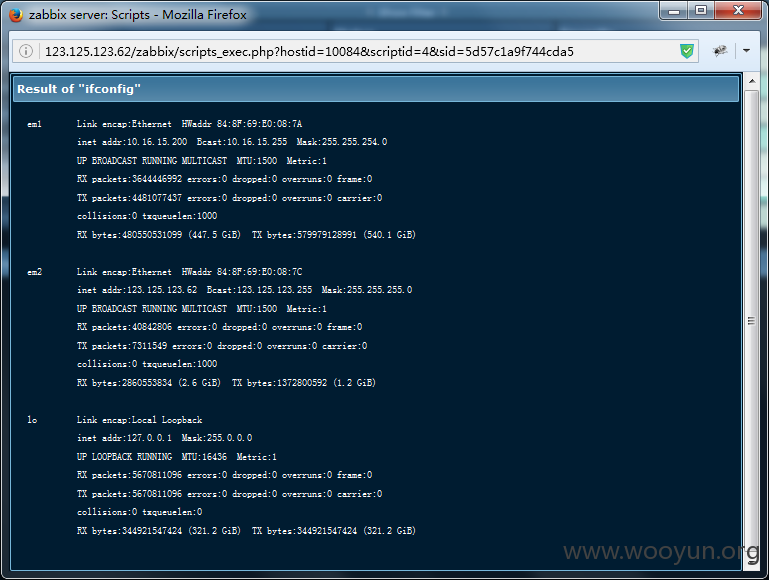 zabbix server: Scripts - Mozilla Firefox
123.125.123.62/zabbix/scripts_exec.php?hostid=10084&scriptid=4&sid=5d57c1a9f744cda5
Result of "ifconfig"
em1 Link encap:Ethernet HWaddr 84:8F:69:E0:08:7A
inet addr:10.16.15.200 Bcast:10.16.15.255 Mask:255.255.254.0
UP BROADCAST RUNNING MULTICAST MTU:1500 Metric:1
RX packets:3644446992 errors:0 dropped:0 overruns:0 frame:0
TX packets:4481077437 errors:0 dropped:0 overruns:0 carrier:0
collisions:0 txqueuelen:1000
RX bytes:480550531099 (447.5 GiB) TX bytes:579979128991 (540.1 GiB)
em2 Link encap:Ethernet HWaddr 84:8F:69:E0:08:7C
inet addr:123.125.123.62 Bcast:123.125.123.255 Mask:255.255.255.0
UP BROADCAST RUNNING MULTICAST MTU:1500 Metric:1
RX packets:40842806 errors:0 dropped:0 overruns:0 frame:0
TX packets:7311549 errors:0 dropped:0 overruns:0 carrier:0
collisions:0 txqueuelen:1000
RX bytes:2860553834 (2.6 GiB) TX bytes:1372800592 (1.2 GiB)
lo Link encap:Local Loopback
inet addr:127.0.0.1 Mask:255.0.0.0
UP LOOPBACK RUNNING MTU:16436 Metric:1
RX packets:5670811096 errors:0 dropped:0 overruns:0 frame:0
TX packets:5670811096 errors:0 dropped:0 overruns:0 carrier:0
collisions:0 txqueuelen:0
RX bytes:344921547424 (321.2 GiB) TX bytes:344921547424 (321.2 GiB)
www.wooyun.org